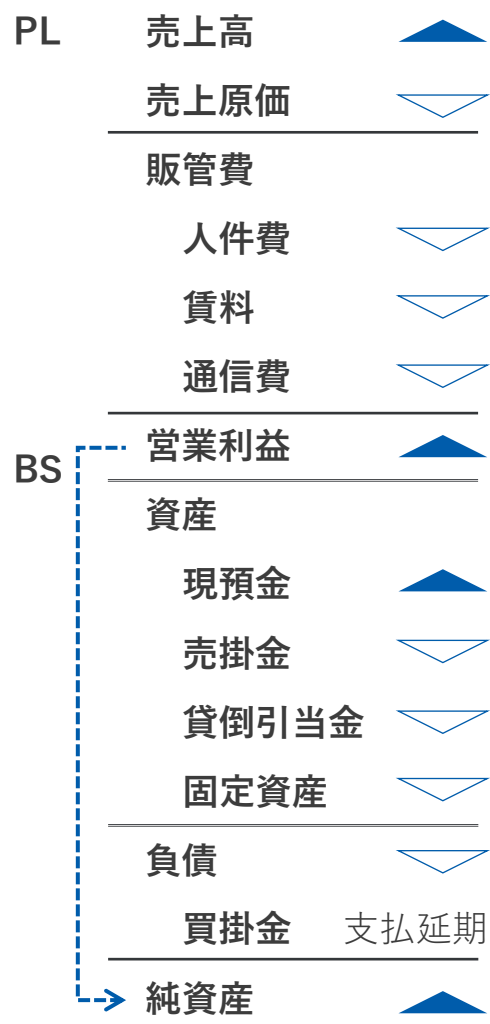 PL 売上高
売上原価
販管費
人件費
賃料
通信費
営業利益
BS
資産
現預金
売掛金
貸倒引当金
固定資産
負債
買掛金 支払延期
純資産